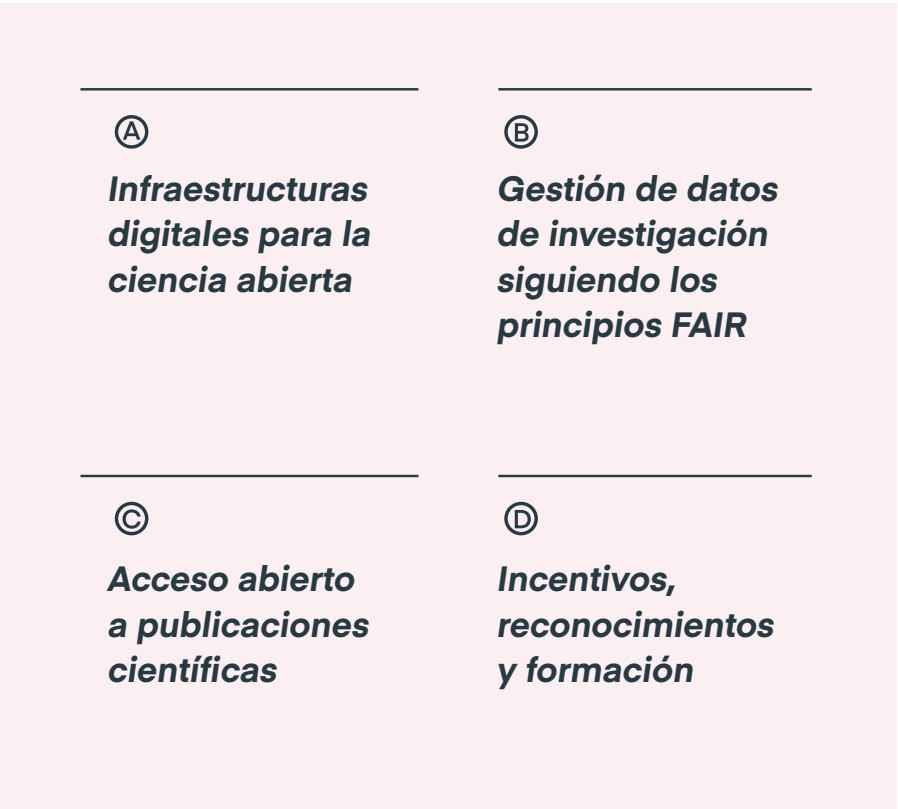 Ⓐ
Infraestructuras
digitales para la
ciencia abierta
Ⓑ
Gestión de datos
de investigación
siguiendo los
principios FAIR
Ⓒ
Acceso abierto
a publicaciones
científicas
Ⓓ
Incentivos,
reconocimientos
y formación